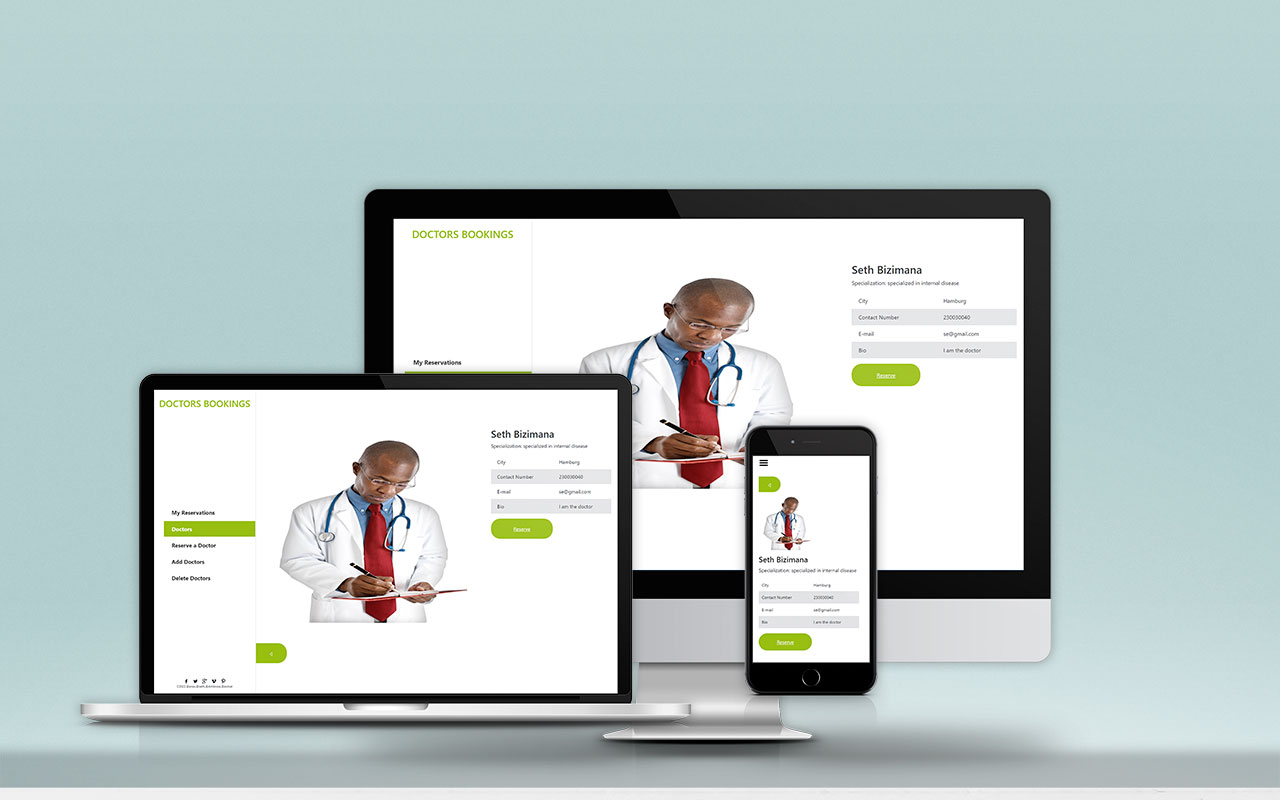 DOCTORS BOOKINGS
My Reservations
Seth Bizimana
Specialization: specialized in internal disease
City Hamburg
Contact Number 230030040
E-mail se@gmail.com
Bio I am the doctor
Reserve
DOCTORS BOOKINGS
My Reservations
Doctors
Reserve a Doctor
Add Doctors
Delete Doctors
Seth Bizimana
Specialization: specialized in internal disease
City Hamburg
Contact Number 230030040
E-mail se@gmail.com
Bio I am the doctor
Reserve
Seth Bizimana
Specialization: specialized in internal disease
City Hamburg
Contact Number 230030040
E-mail se@gmail.com
Bio I am the doctor
Reserve